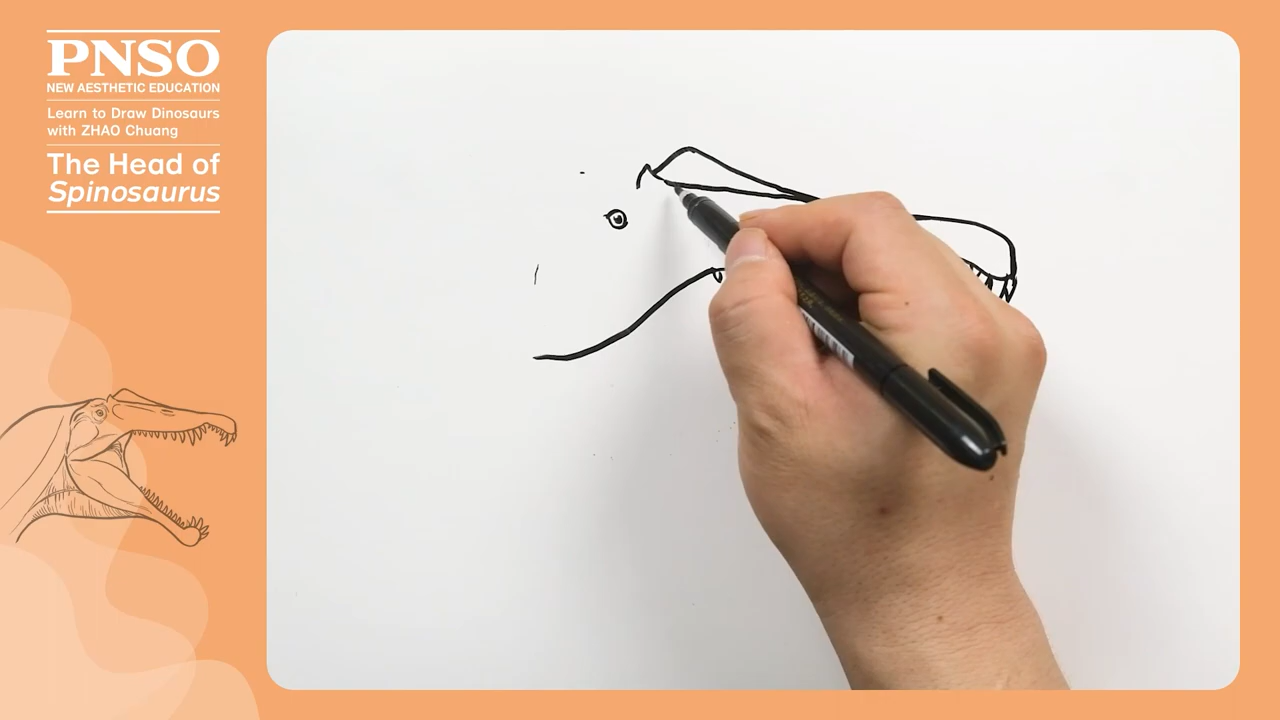 PNSO
NEW AESTHETIC EDUCATION
Learn to Draw Dinosaurs
with ZHAO Chuang
The Head of
Spinosaurus